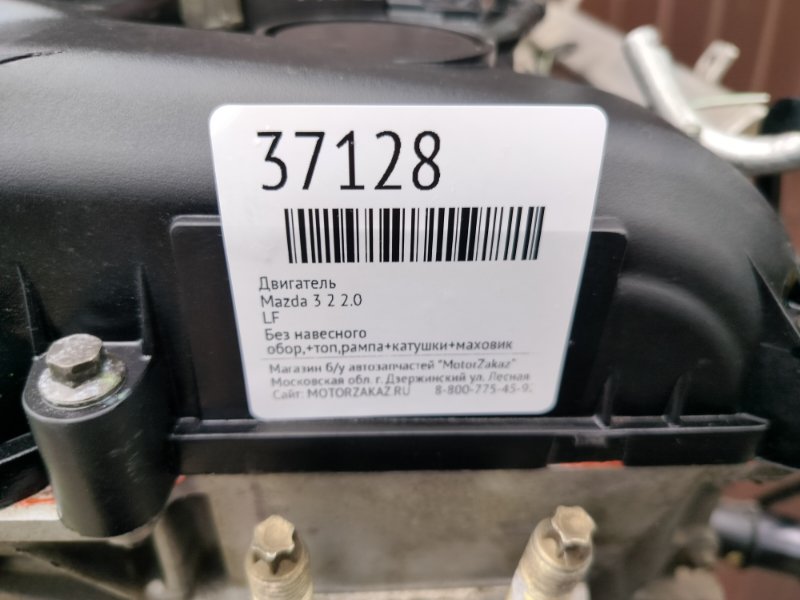 37128
Двигатель
Mazda 3 2 2.0
LF
Без навесного
обор,+топ,рампа+катушки+маховик
Магазин б/у автозапчастей "MotorZakaz"
Московская обл. г. Дзержинский ул. Лесная
Сайт: MOTORZAKAZ.RU 8-800-775-45-9